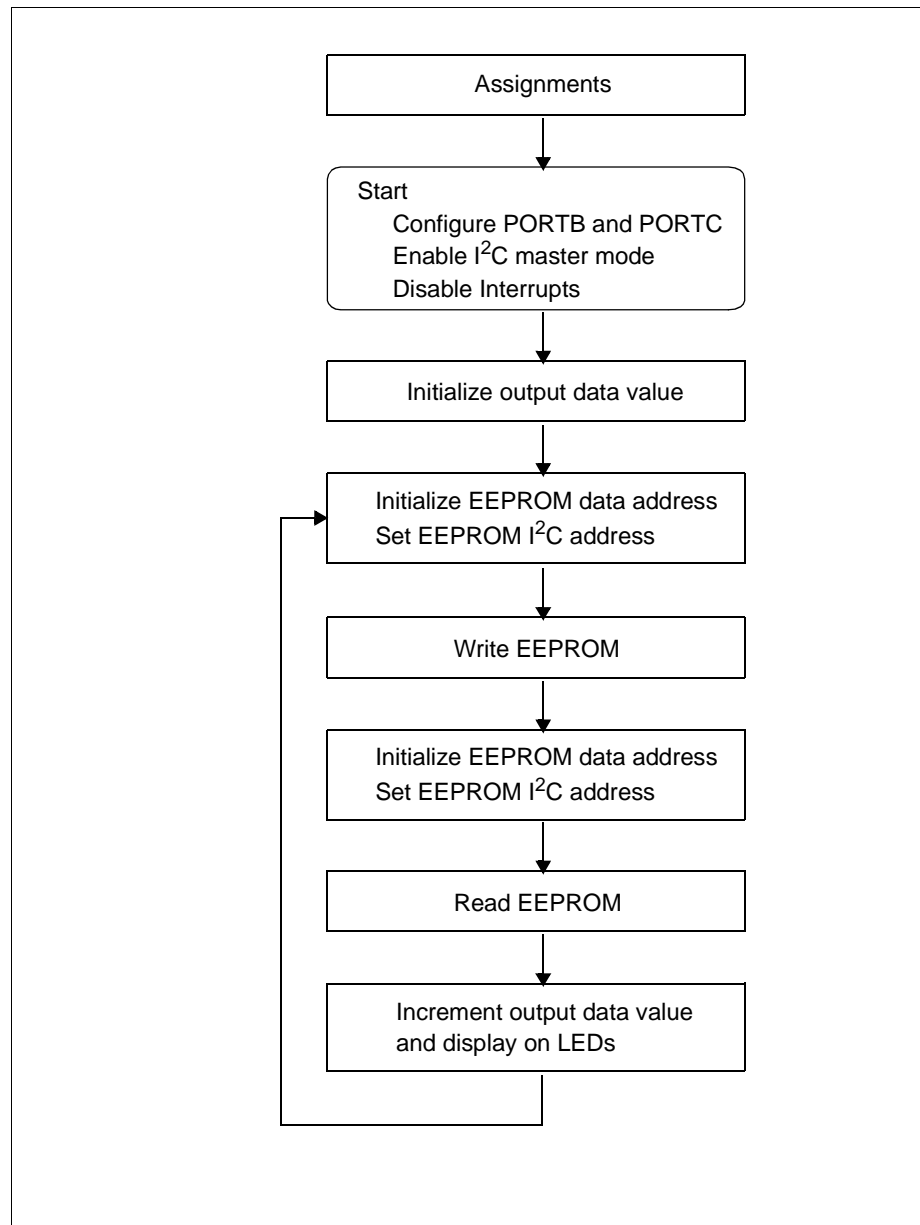 Assignments
Start
Configure PORTB and PORTC
Enable I²C master mode
Disable Interrupts
Initialize output data value
Initialize EEPROM data address
Set EEPROM I²C address
Write EEPROM
Initialize EEPROM data address
Set EEPROM I²C address
Read EEPROM
Increment output data value
and display on LEDs